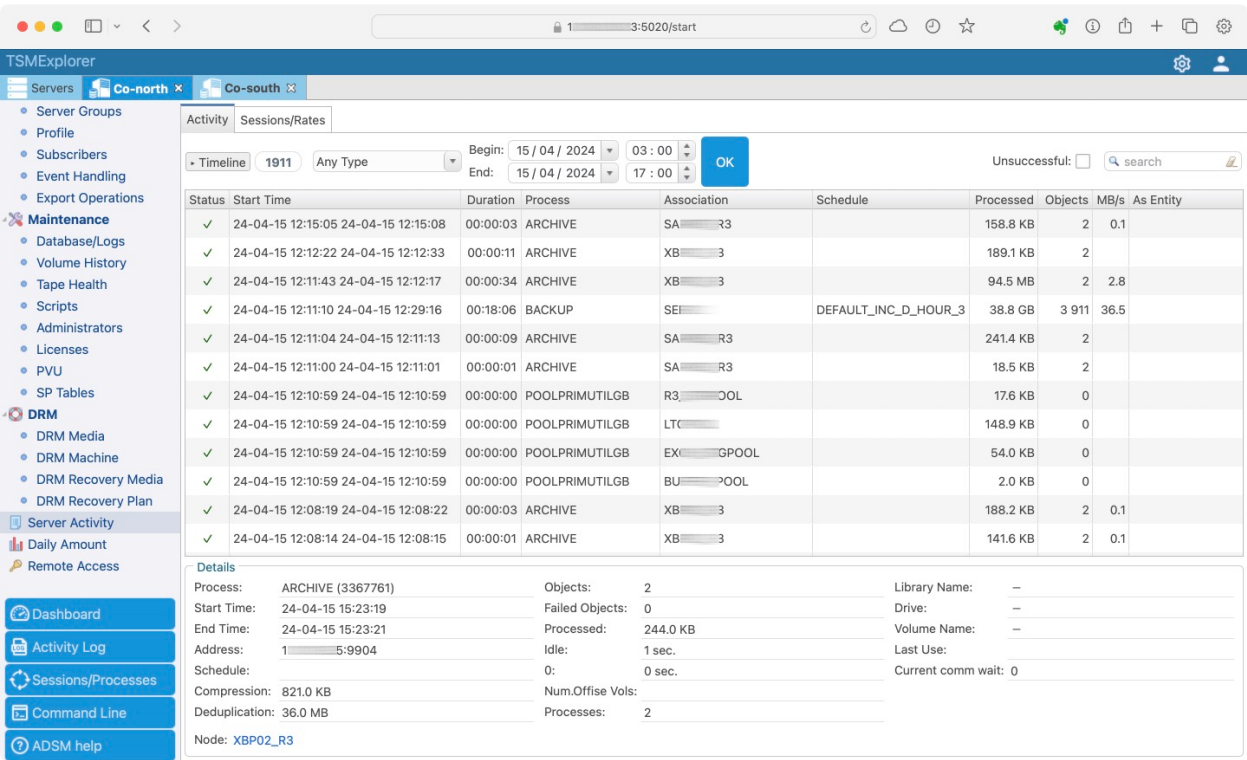 3:5020/start
TSMExplorer
Servers Co-north Co-south
Server Groups
Profile
Subscribers
Event Handling
Export Operations
Maintenance
Database/Logs
Volume History
Tape Health
Scripts
Administrators
Licenses
PVU
SP Tables
DRM
DRM Media
DRM Machine
DRM Recovery Media
DRM Recovery Plan
Server Activity
Daily Amount
Remote Access
Dashboard
Activity Log
Sessions/Processes
Command Line
ADSM help
Activity Sessions/Rates
Timeline 1911 Any Type
Begin: 15 / 04 / 2024 03 : 00
End: 15 / 04 / 2024 17 : 00
OK
Unsuccessful: search
Status Start Time Duration Process Association Schedule Processed Objects MB/s As Entity
24-04-15 12:15:05 24-04-15 12:15:08 00:00:03 ARCHIVE SA R3 158.8 KB 2 0.1
24-04-15 12:12:22 24-04-15 12:12:33 00:00:11 ARCHIVE XB 3 189.1 KB 2
24-04-15 12:11:43 24-04-15 12:12:17 00:00:34 ARCHIVE XB 3 94.5 MB 2 2.8
24-04-15 12:11:10 24-04-15 12:29:16 00:18:06 BACKUP DEFAULT_INC_D_HOUR_3 38.8 GB 3 911 36.5
24-04-15 12:11:04 24-04-15 12:11:13 00:00:09 ARCHIVE SA R3 241.4 KB 2
24-04-15 12:11:00 24-04-15 12:11:01 00:00:01 ARCHIVE SA R3 18.5 KB 2
24-04-15 12:10:59 24-04-15 12:10:59 00:00:00 POOLPRIMUTILGB 17.6 KB 0
24-04-15 12:10:59 24-04-15 12:10:59 00:00:00 POOLPRIMUTILGB 148.9 KB 0
24-04-15 12:10:59 24-04-15 12:10:59 00:00:00 POOLPRIMUTILGB 54.0 KB 0
24-04-15 12:10:59 24-04-15 12:10:59 00:00:00 POOLPRIMUTILGB 2.0 KB 0
24-04-15 12:08:19 24-04-15 12:08:22 00:00:03 ARCHIVE XB 3 188.2 KB 2 0.1
24-04-15 12:08:14 24-04-15 12:08:15 00:00:01 ARCHIVE XB 3 141.6 KB 2 0.1
Details
Process: ARCHIVE (3367761) Objects: 2 Library Name: –
Start Time: 24-04-15 15:23:19 Failed Objects: 0 Drive: –
End Time: 24-04-15 15:23:21 Processed: 244.0 KB Volume Name: –
Address: 1 5:9904 Idle: 1 sec. Last Use:
Schedule: 0: 0 sec. Current comm wait: 0
Compression: 821.0 KB Num.Offise Vols:
Deduplication: 36.0 MB Processes: 2
Node: XBP02_R3